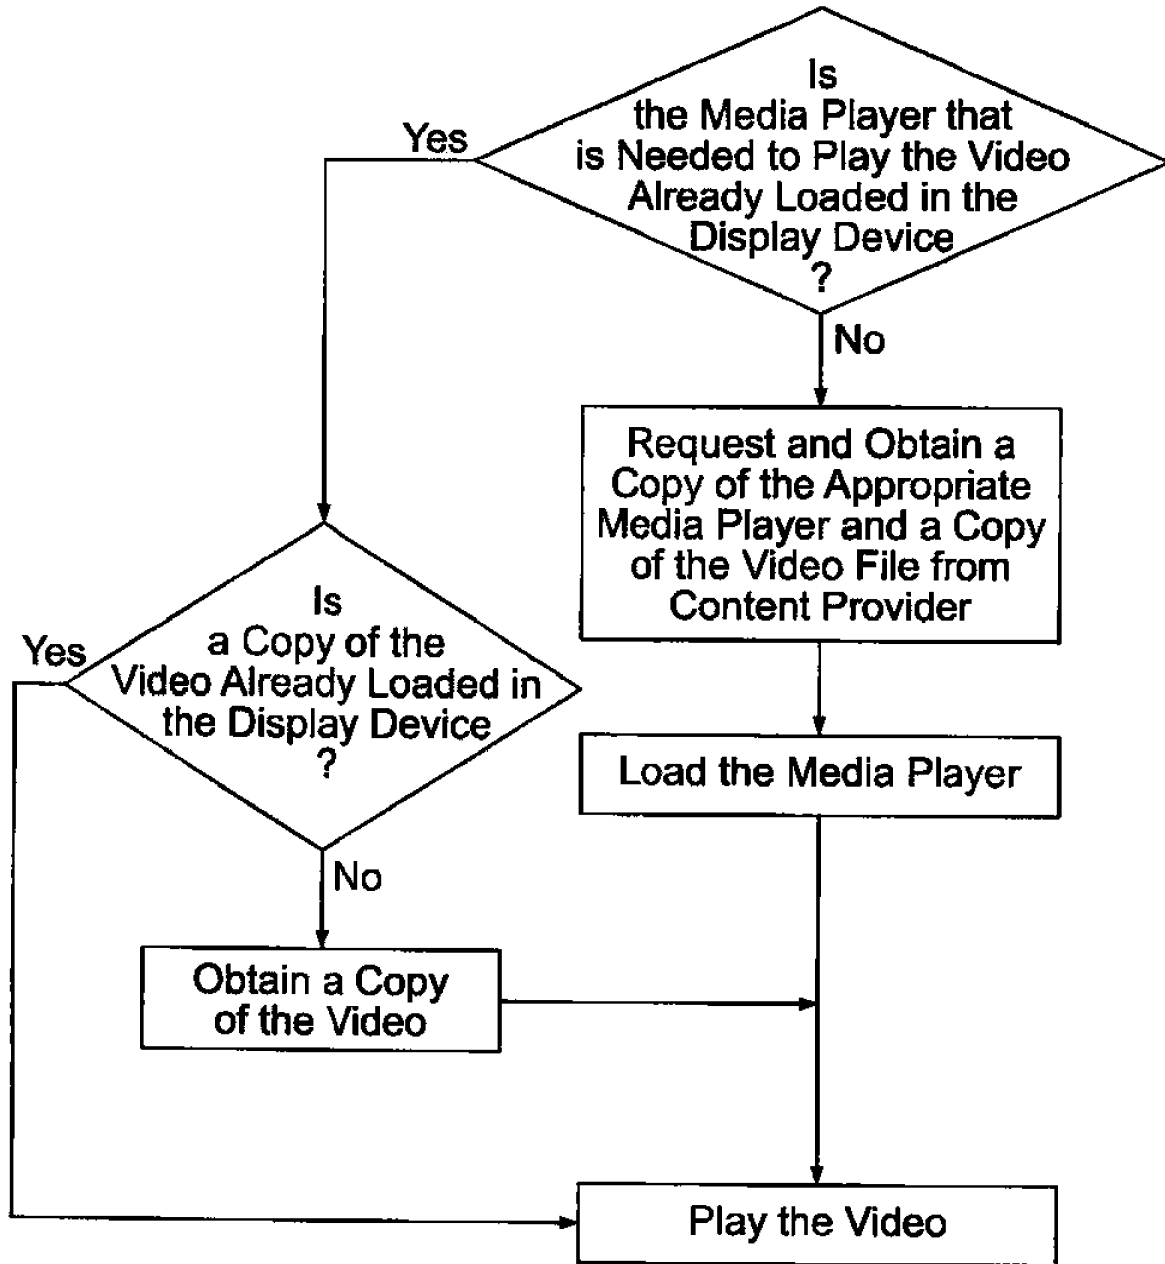 Is
the Media Player that
is Needed to Play the Video
Already Loaded in the
Display Device
?
Yes
No
Request and Obtain a
Copy of the Appropriate
Media Player and a Copy
of the Video File from
Content Provider
Load the Media Player
Is
a Copy of the
Video Already Loaded in
the Display Device
?
Yes
No
Obtain a Copy
of the Video
Play the Video